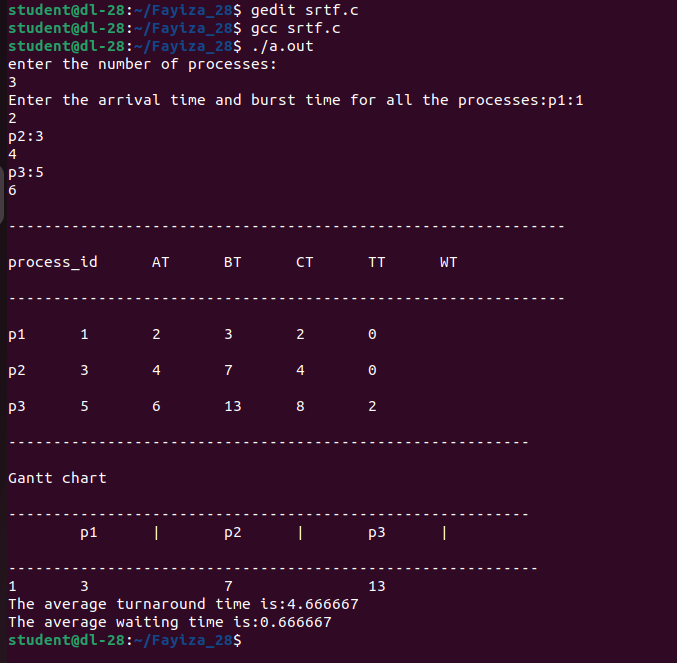 student@dl-28:~/Fayiza_28$ gedit srtf.c
student@dl-28:~/Fayiza_28$ gcc srtf.c
student@dl-28:~/Fayiza_28$ ./a.out
enter the number of processes:
3
Enter the arrival time and burst time for all the processes:p1:1
2
p2:3
4
p3:5
6
--------------------------------------------------------------
process_id      AT      BT      CT      TT      WT
--------------------------------------------------------------
p1      1       2       3       2       0
p2      3       4       7       4       0
p3      5       6       13      8       2
----------------------------------------------------------
Gantt chart
----------------------------------------------------------
        p1      |       p2      |       p3      |
-----------------------------------------------------------
1       3               7               13
The average turnaround time is:4.666667
The average waiting time is:0.666667
student@dl-28:~/Fayiza_28$